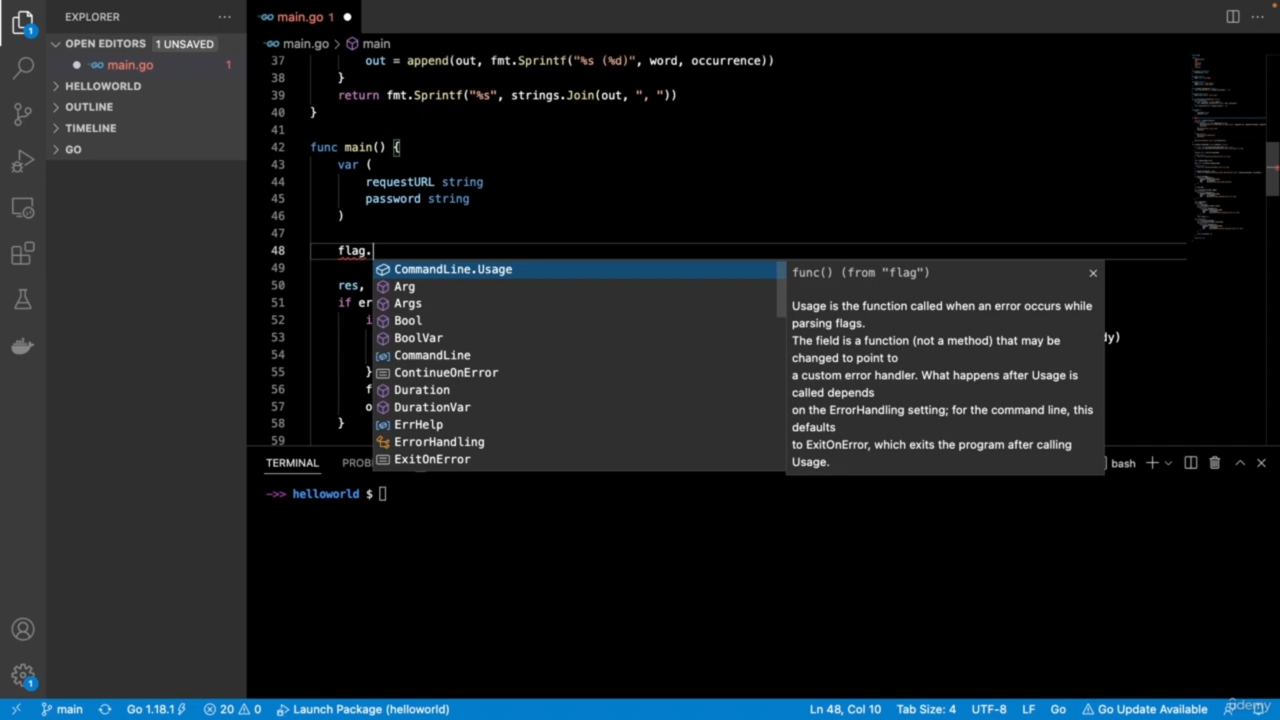 EXPLORER
main.go 1
OPEN EDITORS 1 UNSAVED
main.go 1
HELLOWORLD
OUTLINE
TIMELINE
GO
main.go > main
37 out = append(out, fmt.Sprintf("%s (%d)", word, occurrence))
38 }
39 return fmt.Sprintf("%s", strings.Join(out, ", "))
40 }
41
42 func main() {
43 var (
44 requestURL string
45 password string
46 )
47
48 flag.
49
50 res,
51 if er
52 i
53 dy)
54
55 }
56 f
57 o
58 }
59
CommandLine.Usage
Arg
Args
Bool
BoolVar
CommandLine
ContinueOnError
Duration
DurationVar
ErrHelp
ErrorHandling
ExitOnError
func() (from "flag")
Usage is the function called when an error occurs while
parsing flags.
The field is a function (not a method) that may be
changed to point to
a custom error handler. What happens after Usage is
called depends
on the ErrorHandling setting; for the command line, this
defaults
to ExitOnError, which exits the program after calling
Usage.
TERMINAL PROB bash
->> helloworld $
1
1
main Go 1.18.1 20 0 Launch Package (helloworld) Ln 48, Col 10 Tab Size: 4 UTF-8 LF Go Go Update Available
udemy